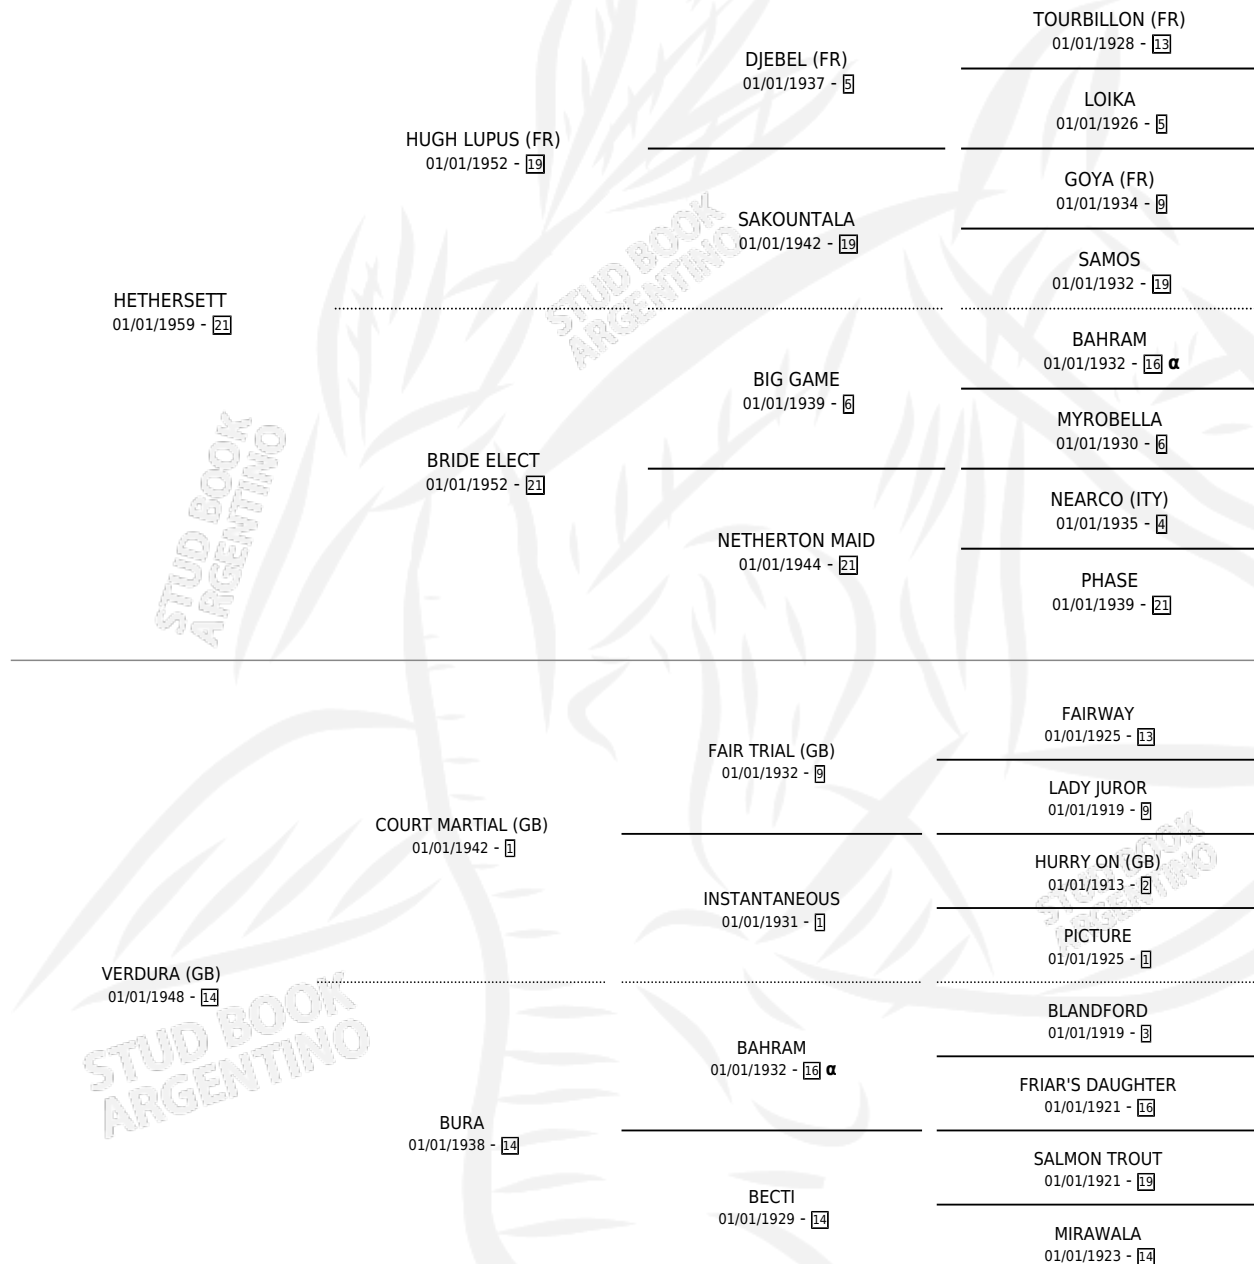 TOURBILLON (FR)
01/01/1928 - 13
DJEBEL (FR)
01/01/1937 - 5
LOIKA
01/01/1926 - 5
HUGH LUPUS (FR)
01/01/1952 - 19
GOYA (FR)
01/01/1934 - 9
SAKOUNTALA
01/01/1942 - 19
SAMOS
01/01/1932 - 19
HETHERSETT
01/01/1959 - 21
BAHRAM
01/01/1932 - 16 α
BIG GAME
01/01/1939 - 6
MYROBELLA
01/01/1930 - 6
BRIDE ELECT
01/01/1952 - 21
NEARCO (ITY)
01/01/1935 - 4
NETHERTON MAID
01/01/1944 - 21
PHASE
01/01/1939 - 21
FAIRWAY
01/01/1925 - 13
FAIR TRIAL (GB)
01/01/1932 - 9
LADY JUROR
01/01/1919 - 9
COURT MARTIAL (GB)
01/01/1942 - 1
HURRY ON (GB)
01/01/1913 - 2
INSTANTANEOUS
01/01/1931 - 1
PICTURE
01/01/1925 - 1
VERDURA (GB)
01/01/1948 - 14
BLANDFORD
01/01/1919 - 3
BAHRAM
01/01/1932 - 16 α
FRIAR'S DAUGHTER
01/01/1921 - 16
BURA
01/01/1938 - 14
SALMON TROUT
01/01/1921 - 19
BECTI
01/01/1929 - 14
MIRAWALA
01/01/1923 - 14
STUD BOOK
ARGENTINO
STUD BOOK
ARGENTINO
STUD BOOK
ARGENTINO
STUD BOOK
ARGENTINO